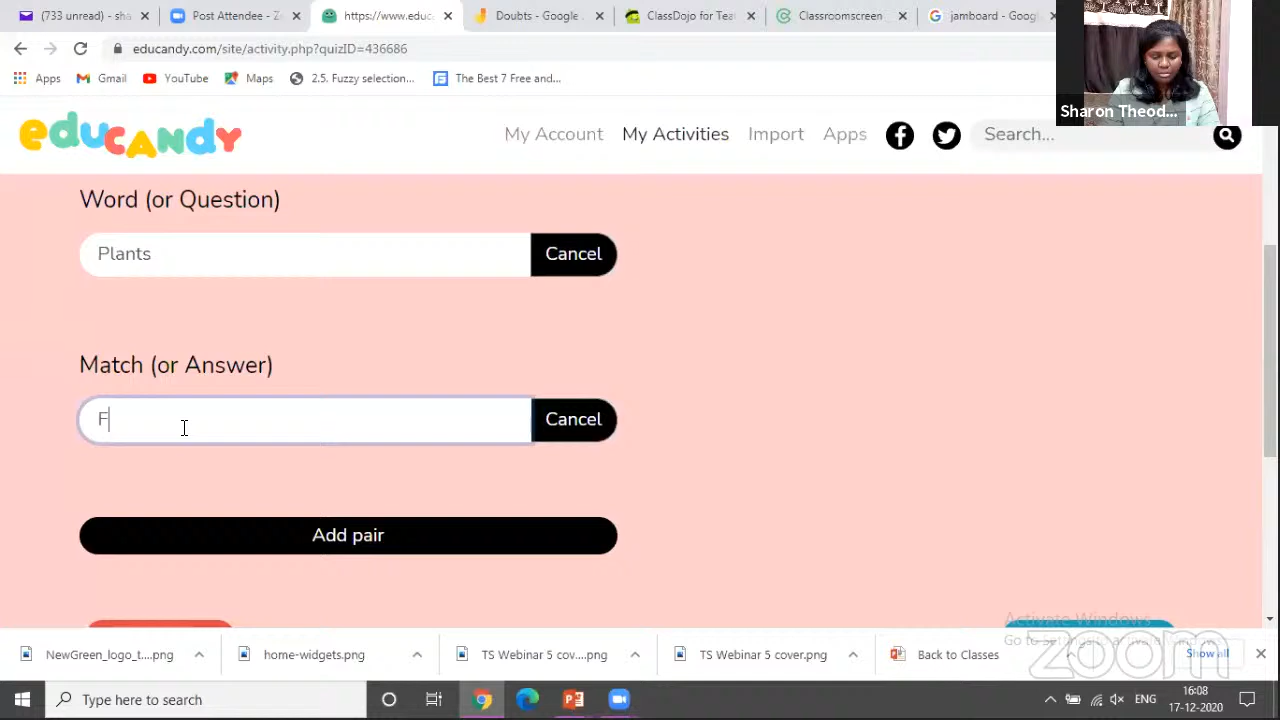 (733 unread) - sha
Post Attendee - Z
https://www.educ
Doubts - Google
ClassDojo for Tea
Classroomscreen
jamboard - Goog
educandy.com/site/activity.php?quizID=436686
Apps
Gmail
YouTube
Maps
2.5. Fuzzy selection...
The Best 7 Free and...
Sharon Theod...
educandy
My Account
My Activities
Import
Apps
Search...
Word (or Question)
Plants
Cancel
Match (or Answer)
F
Cancel
Add pair
Activate Windows
zoom
NewGreen_logo_t....png
home-widgets.png
TS Webinar 5 cov....png
TS Webinar 5 cover.png
Back to Classes
Show all
Type here to search
ENG
16:08
17-12-2020